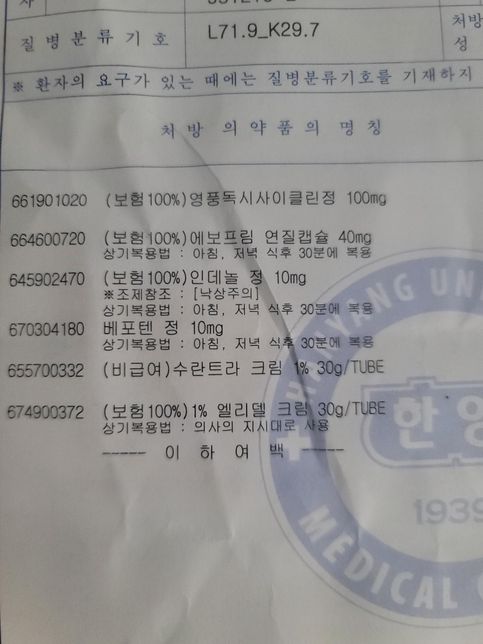 자
질 병 분 류 기 호
L71.9_K29.7
처방
성
※ 환자의 요구가 있는 때에는 질병분류기호를 기재하지
처 방 의 약 품 의 명 칭
661901020 (보험100%)영풍독시사이클린정 100mg
664600720 (보험100%)에보프림 연질캡슐 40mg
상기복용법 : 아침, 저녁 식후 30분에 복용
645902470 (보험100%)인데놀 정 10mg
※조제참조 : [낙상주의]
상기복용법 : 아침, 저녁 식후 30분에 복용
670304180 베포텐 정 10mg
상기복용법 : 아침, 저녁 식후 30분에 복용
655700332 (비급여)수란트라 크림 1% 30g/TUBE
674900372 (보험100%)1% 엘리델 크림 30g/TUBE
상기복용법 : 의사의 지시대로 사용
----- 이 하 여 백 -----
HANYANG UN
한양
1939
MEDICAL